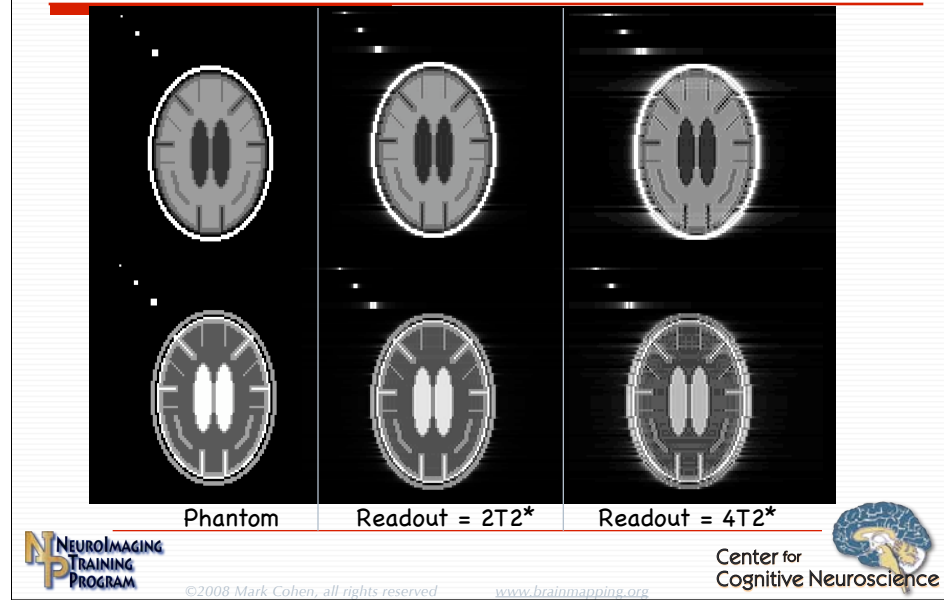 Phantom
Readout = 2T2*
Readout = 4T2*
NEUROIMAGING
TRAINING
PROGRAM
NTP
Center for
Cognitive Neuroscience
©2008 Mark Cohen, all rights reserved
www.brainmapping.org